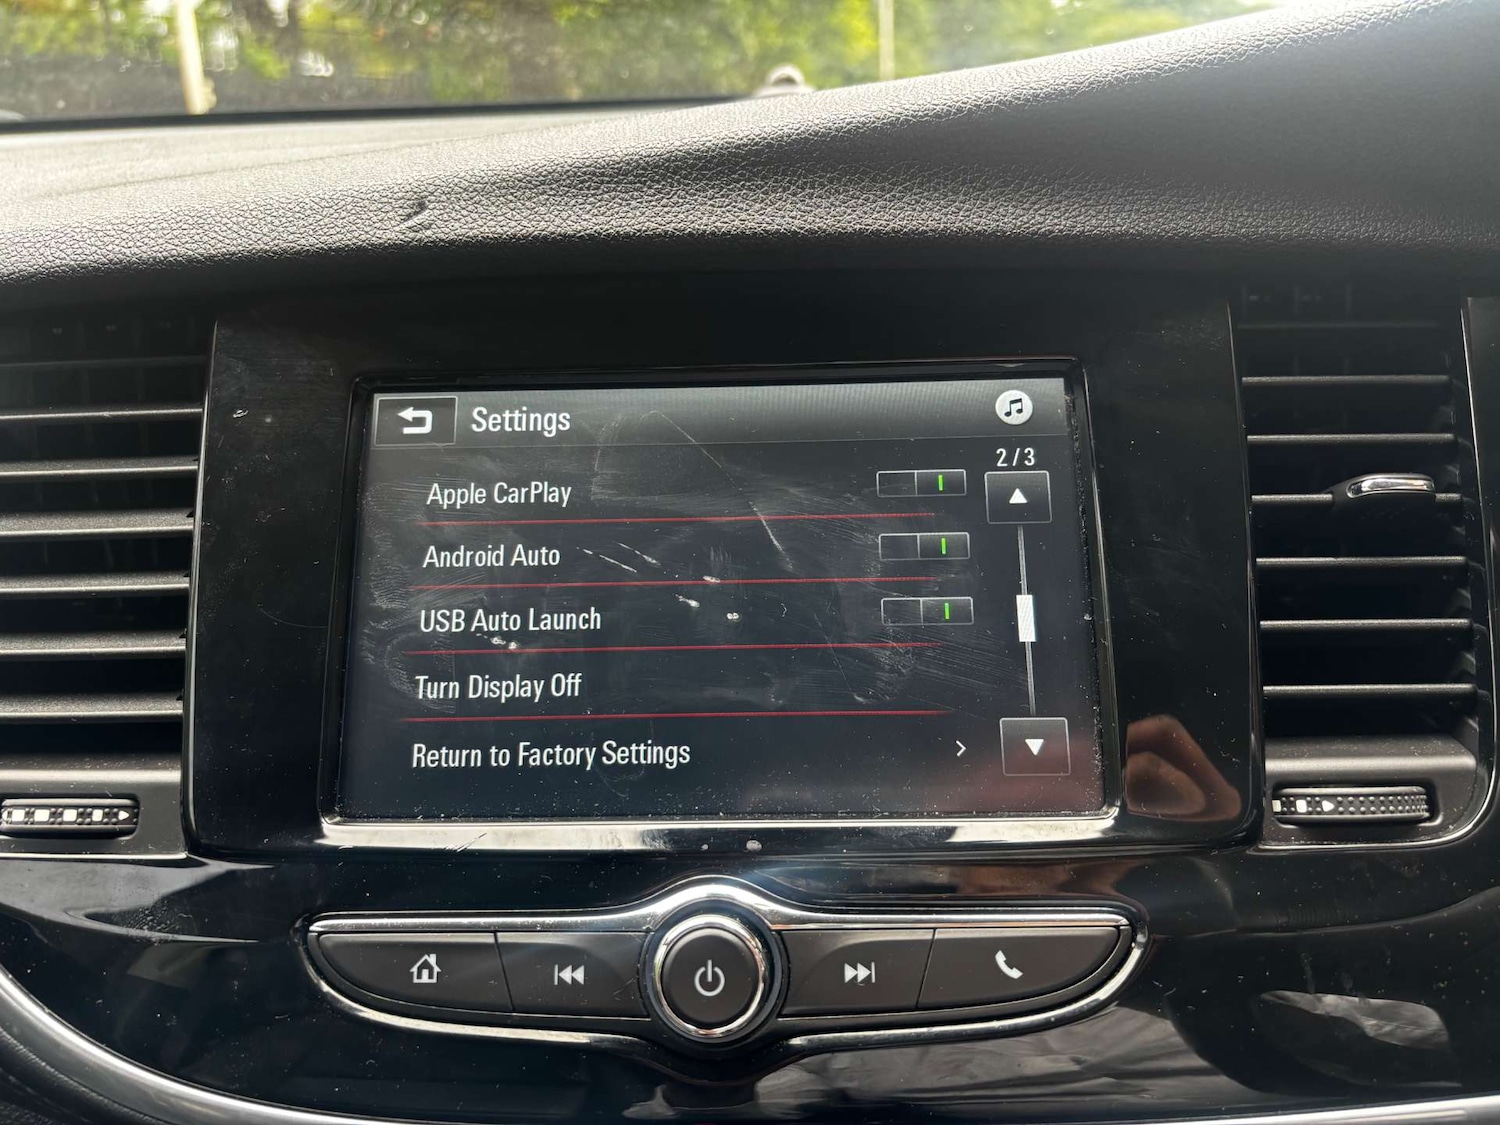 Settings
2/3
Apple CarPlay
Android Auto
USB Auto Launch
Turn Display Off
Return to Factory Settings